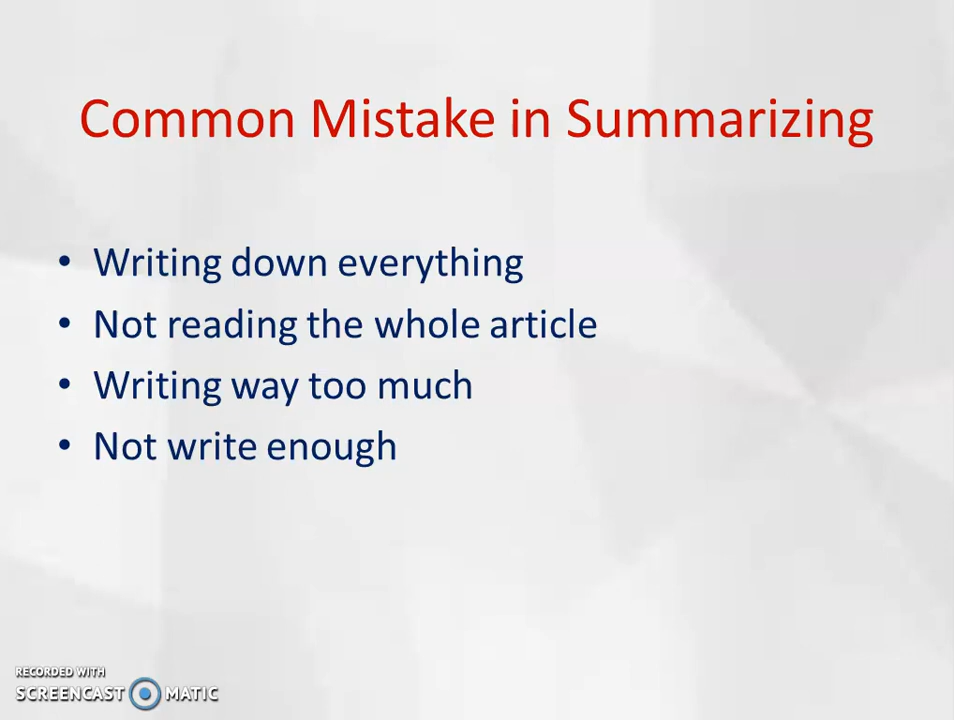 Common Mistake in Summarizing
• Writing down everything
• Not reading the whole article
• Writing way too much
• Not write enough
RECORDED WITH
SCREENCAST MATIC